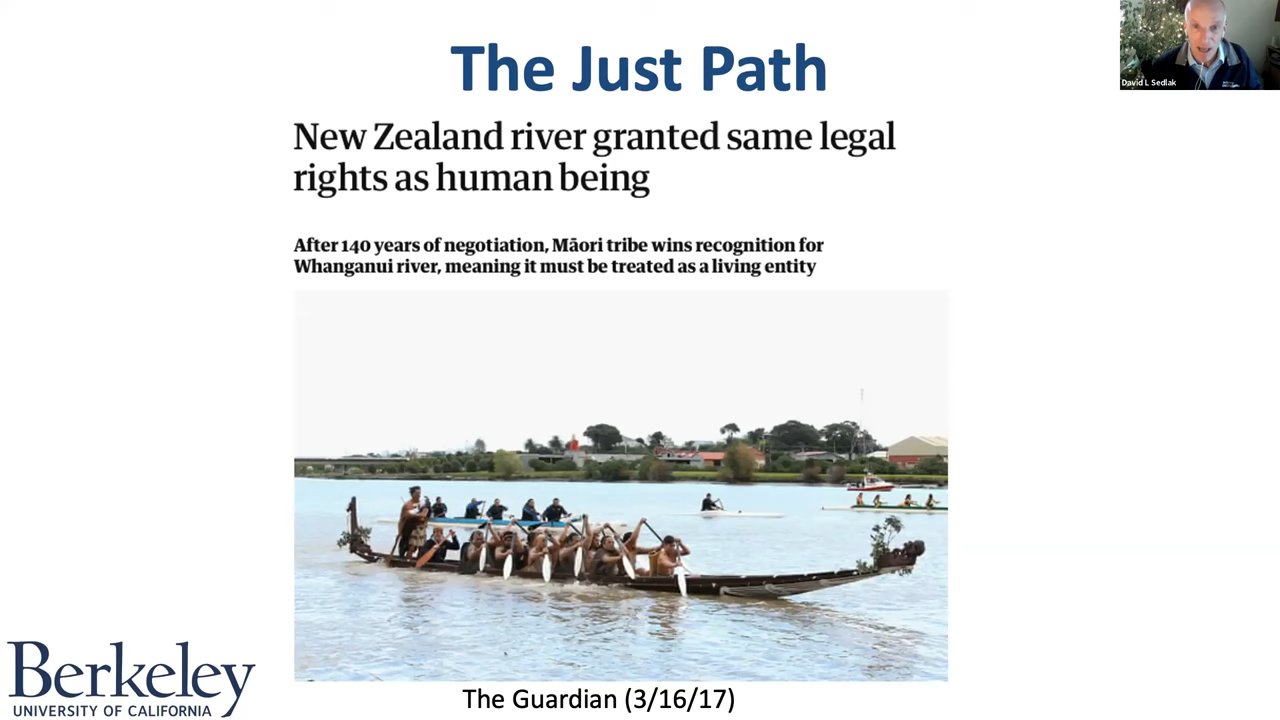 The Just Path
David L Sedlak
New Zealand river granted same legal
rights as human being
After 140 years of negotiation, Māori tribe wins recognition for
Whanganui river, meaning it must be treated as a living entity
Berkeley
UNIVERSITY OF CALIFORNIA
The Guardian (3/16/17)